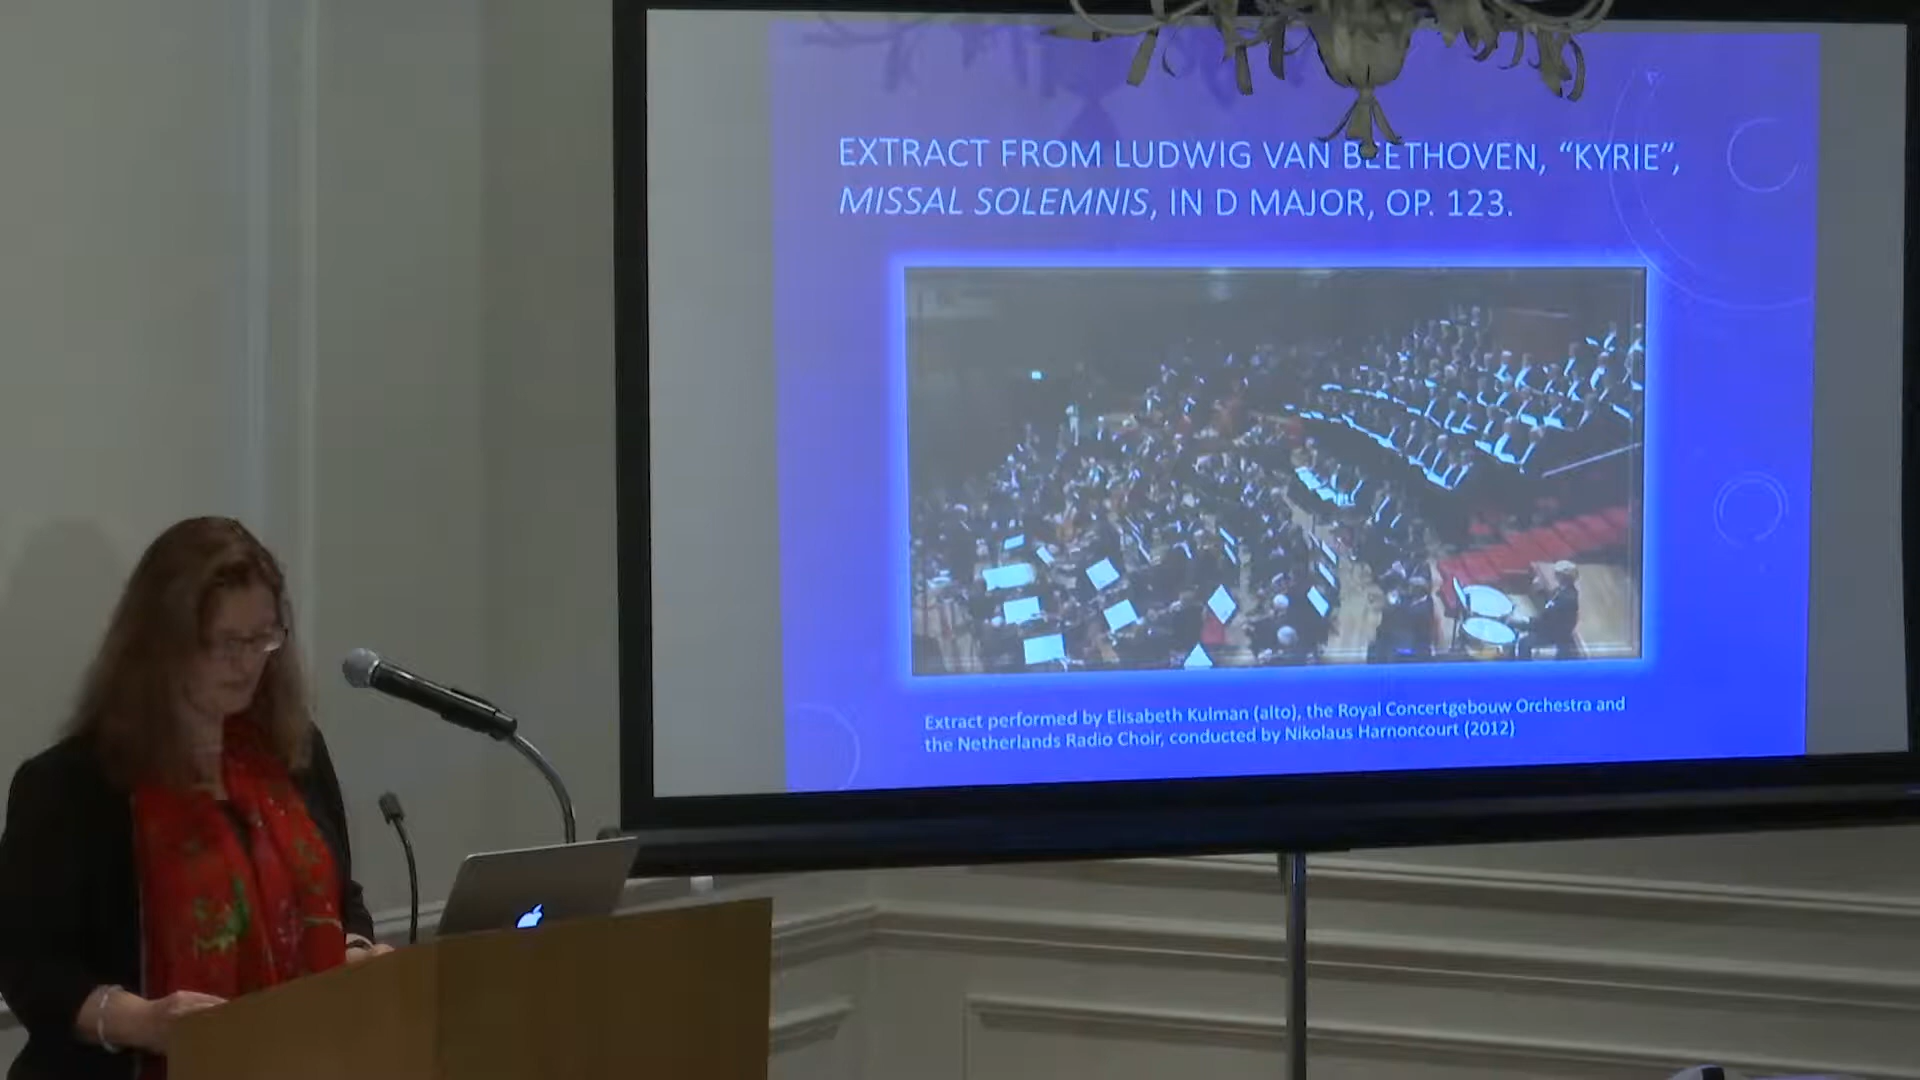 EXTRACT FROM LUDWIG VAN BEETHOVEN, “KYRIE”,
MISSAL SOLEMNIS, IN D MAJOR, OP. 123.
Extract performed by Elisabeth Kulman (alto), the Royal Concertgebouw Orchestra and
the Netherlands Radio Choir, conducted by Nikolaus Harnoncourt (2012)